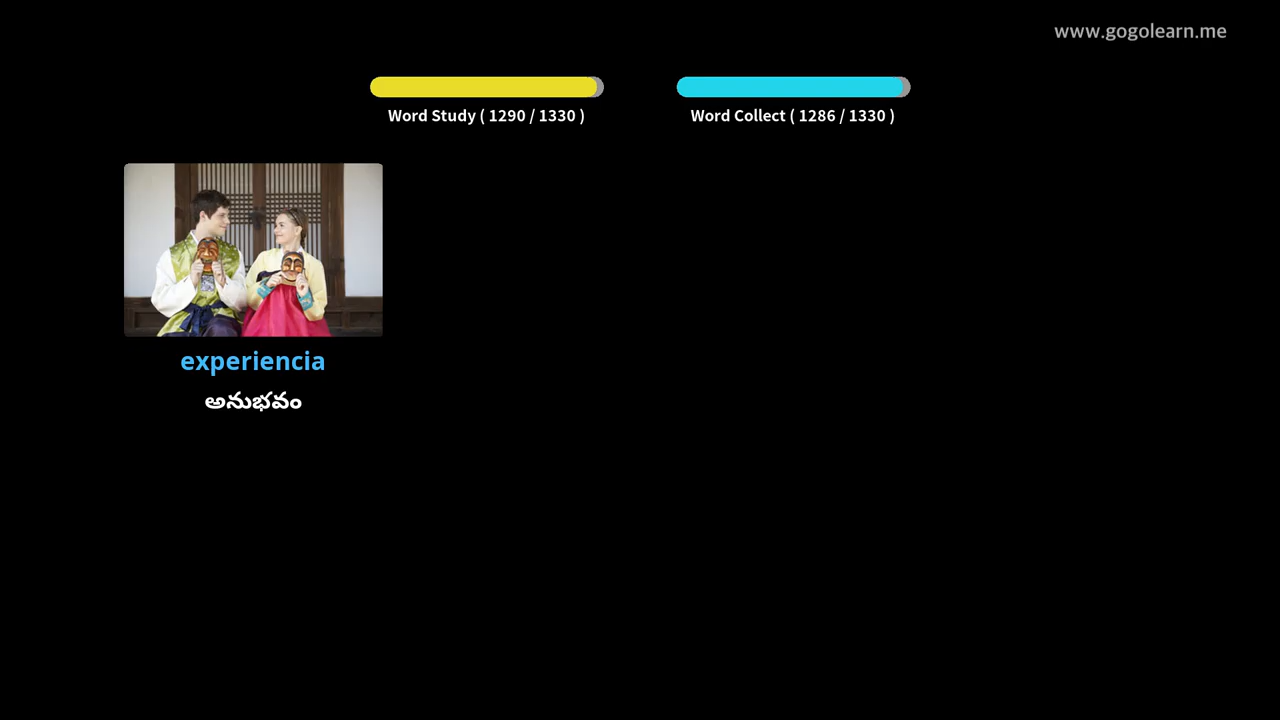 www.gogolearn.me
Word Study ( 1290 / 1330 )
Word Collect ( 1286 / 1330 )
experiencia
అనుభవం